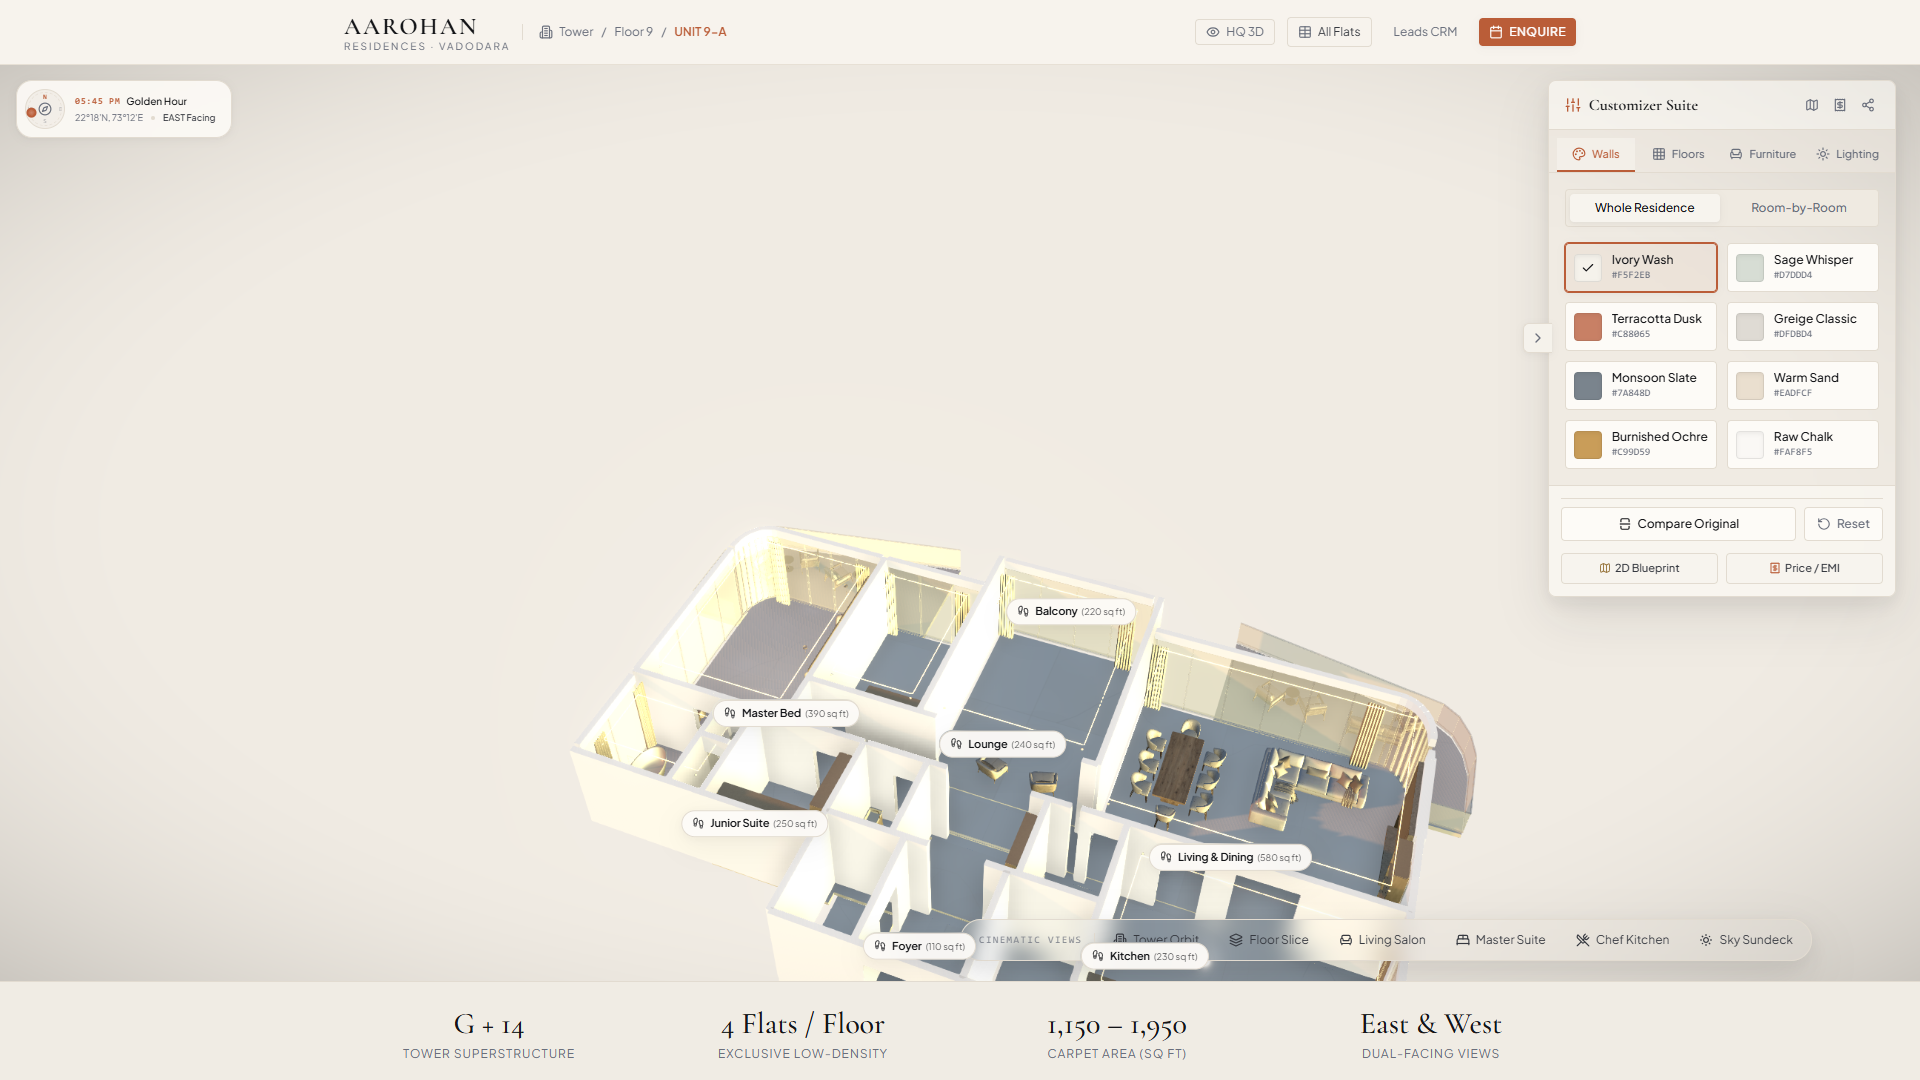 AAROHAN
RESIDENCES · VADODARA
Tower / Floor 9 / UNIT 9-A
HQ 3D
All Flats
Leads CRM
ENQUIRE
N
05:45 PM Golden Hour
22°18'N, 73°12'E EAST Facing
Customizer Suite
Walls
Floors
Furniture
Lighting
Whole Residence
Room-by-Room
Ivory Wash
#F5F2EB
Sage Whisper
#D7DDD4
Terracotta Dusk
#C88065
Greige Classic
#DFDBD4
Monsoon Slate
#7A848D
Warm Sand
#EADFCF
Burnished Ochre
#C99D59
Raw Chalk
#FAF8F5
Compare Original
Reset
2D Blueprint
Price / EMI
Balcony (220 sq ft)
Master Bed (390 sq ft)
Lounge (240 sq ft)
Junior Suite (250 sq ft)
Living & Dining (580 sq ft)
Foyer (110 sq ft)
Kitchen (230 sq ft)
CINEMATIC VIEWS
Tower Orbit
Floor Slice
Living Salon
Master Suite
Chef Kitchen
Sky Sundeck
G + 14
TOWER SUPERSTRUCTURE
4 Flats / Floor
EXCLUSIVE LOW-DENSITY
1,150 – 1,950
CARPET AREA (SQ FT)
East & West
DUAL-FACING VIEWS